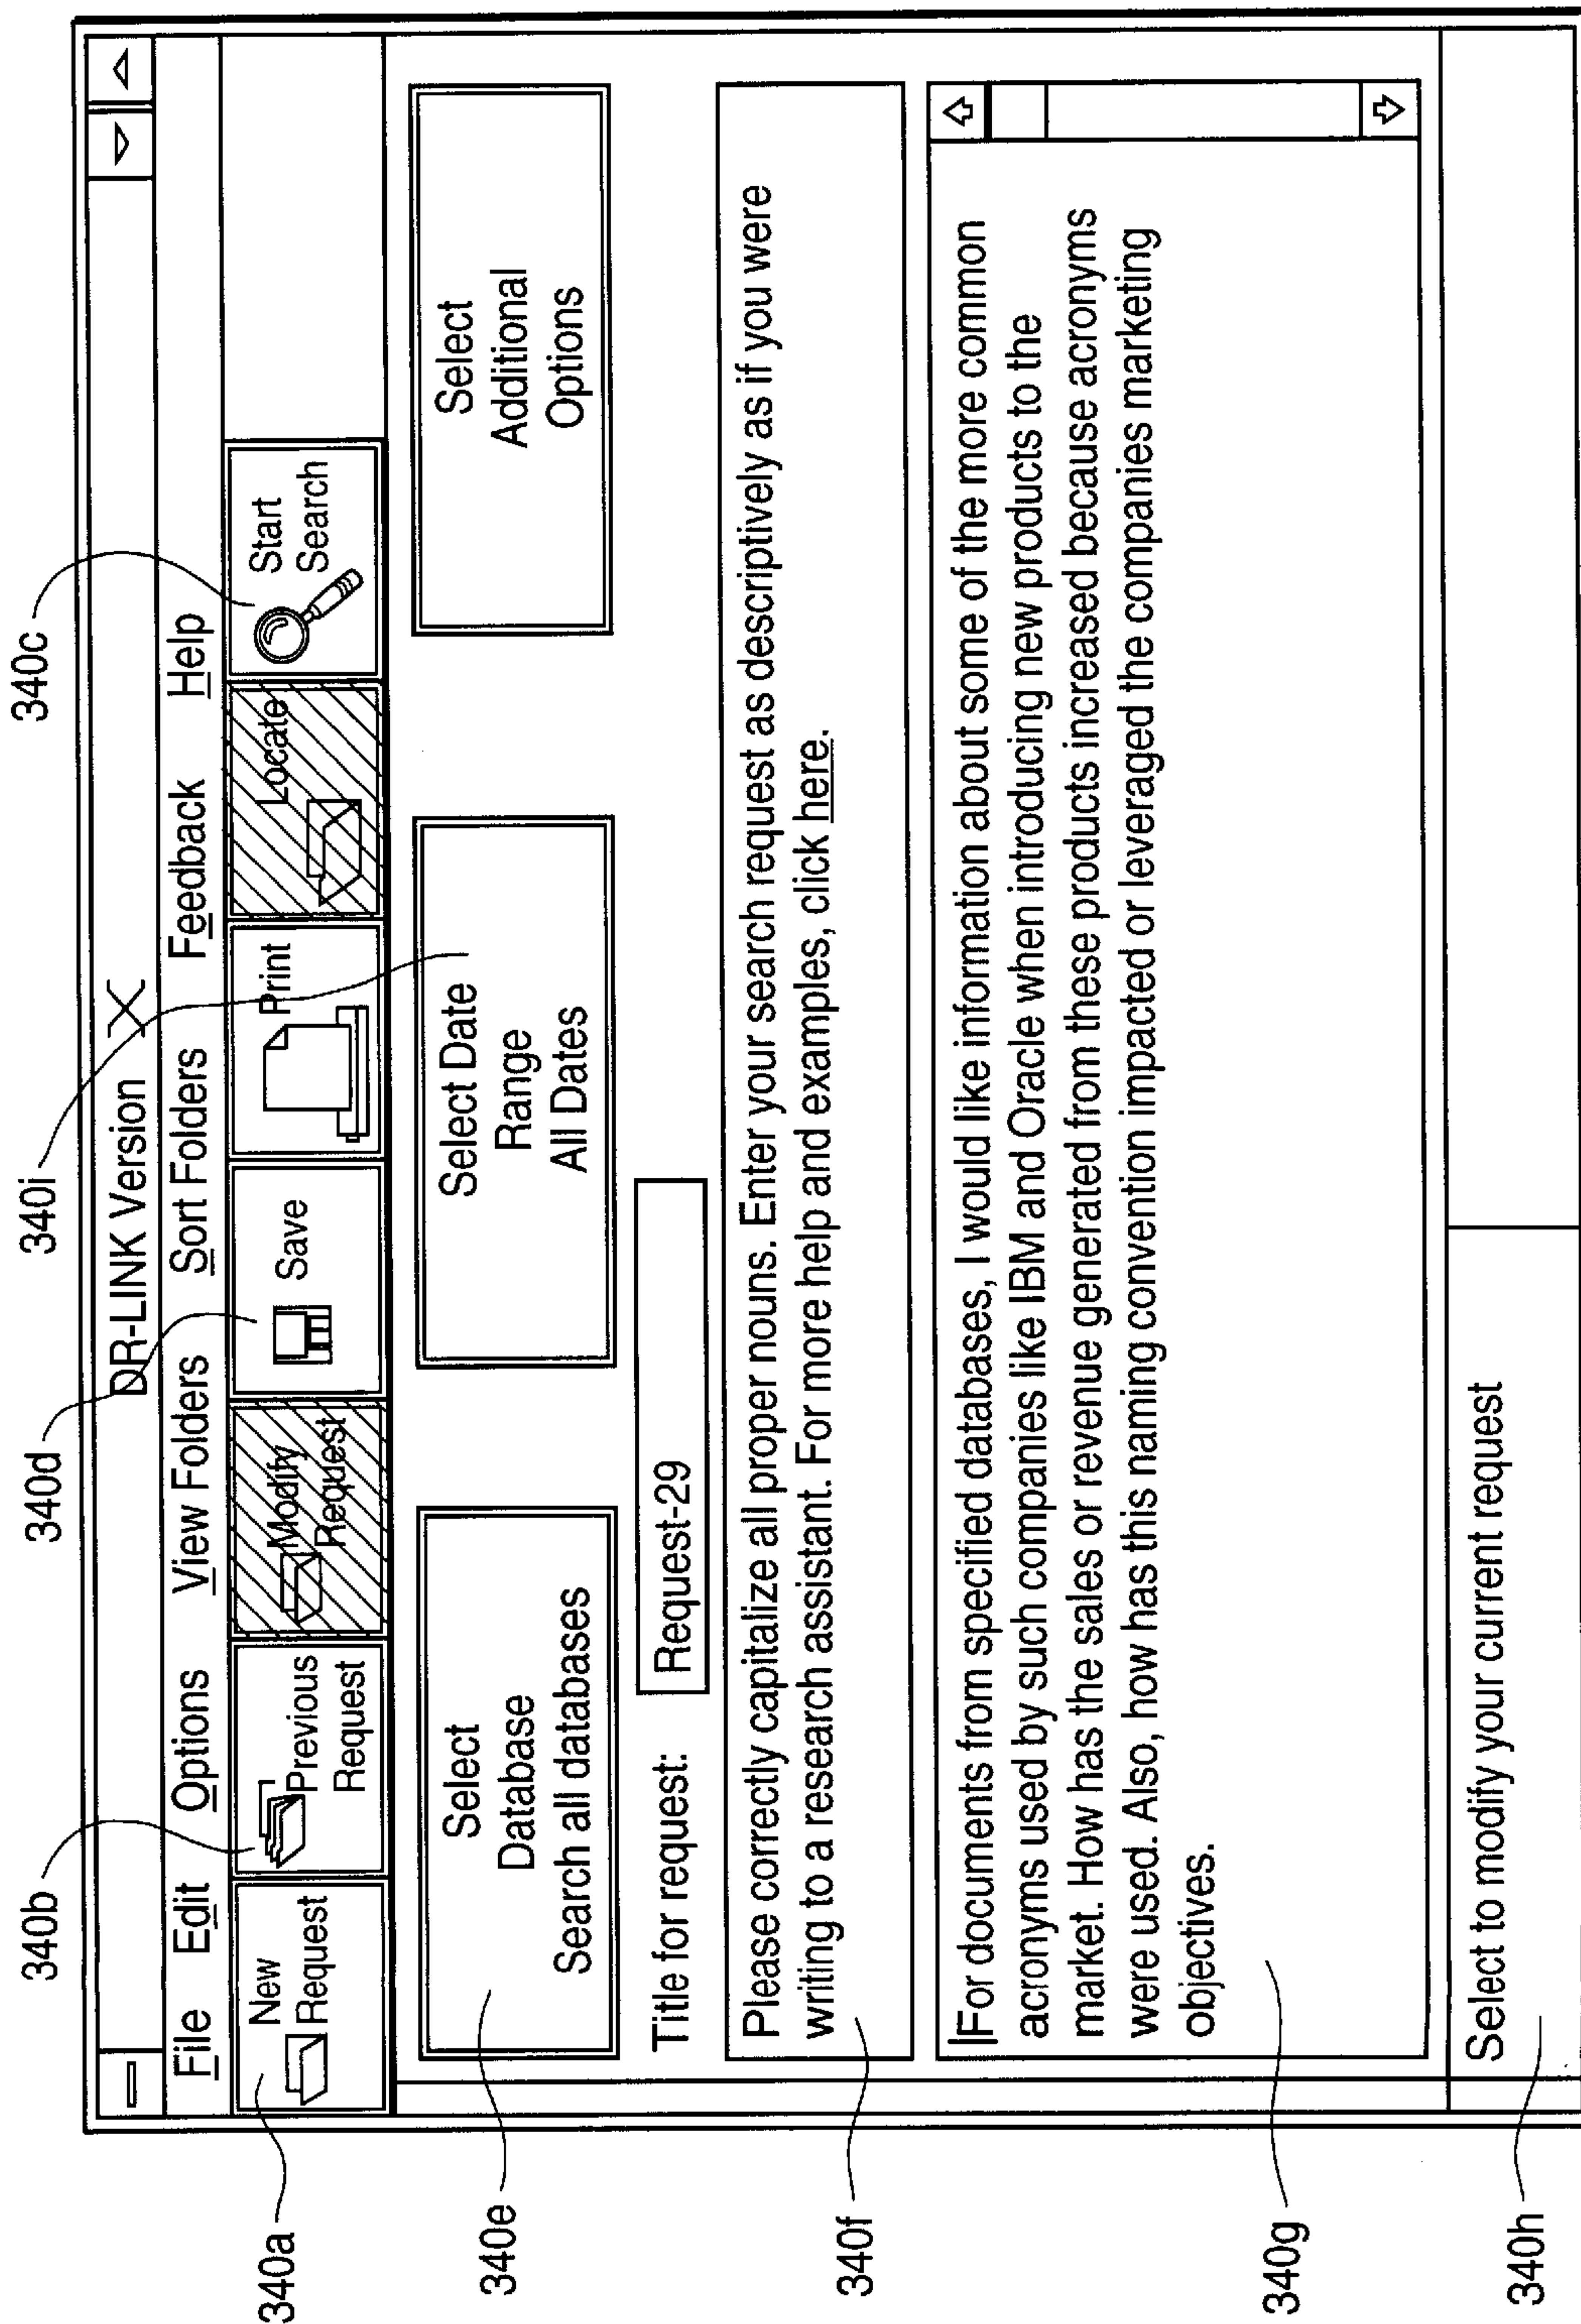 340c
340i
340d
340b
340a
DR-LINK Version X
File Edit Options View Folders Sort Folders Feedback Help
New
Request
Previous
Request
Modify
Request
Save
Print
Locate
Start
Search
340e
Select
Database
Search all databases
Select Date
Range
All Dates
Select
Additional
Options
Title for request: Request-29
340f
Please correctly capitalize all proper nouns. Enter your search request as descriptively as if you were
writing to a research assistant. For more help and examples, click here.
340g
For documents from specified databases, I would like information about some of the more common
acronyms used by such companies like IBM and Oracle when introducing new products to the
market. How has the sales or revenue generated from these products increased because acronyms
were used. Also, how has this naming convention impacted or leveraged the companies marketing
objectives.
340h
Select to modify your current request